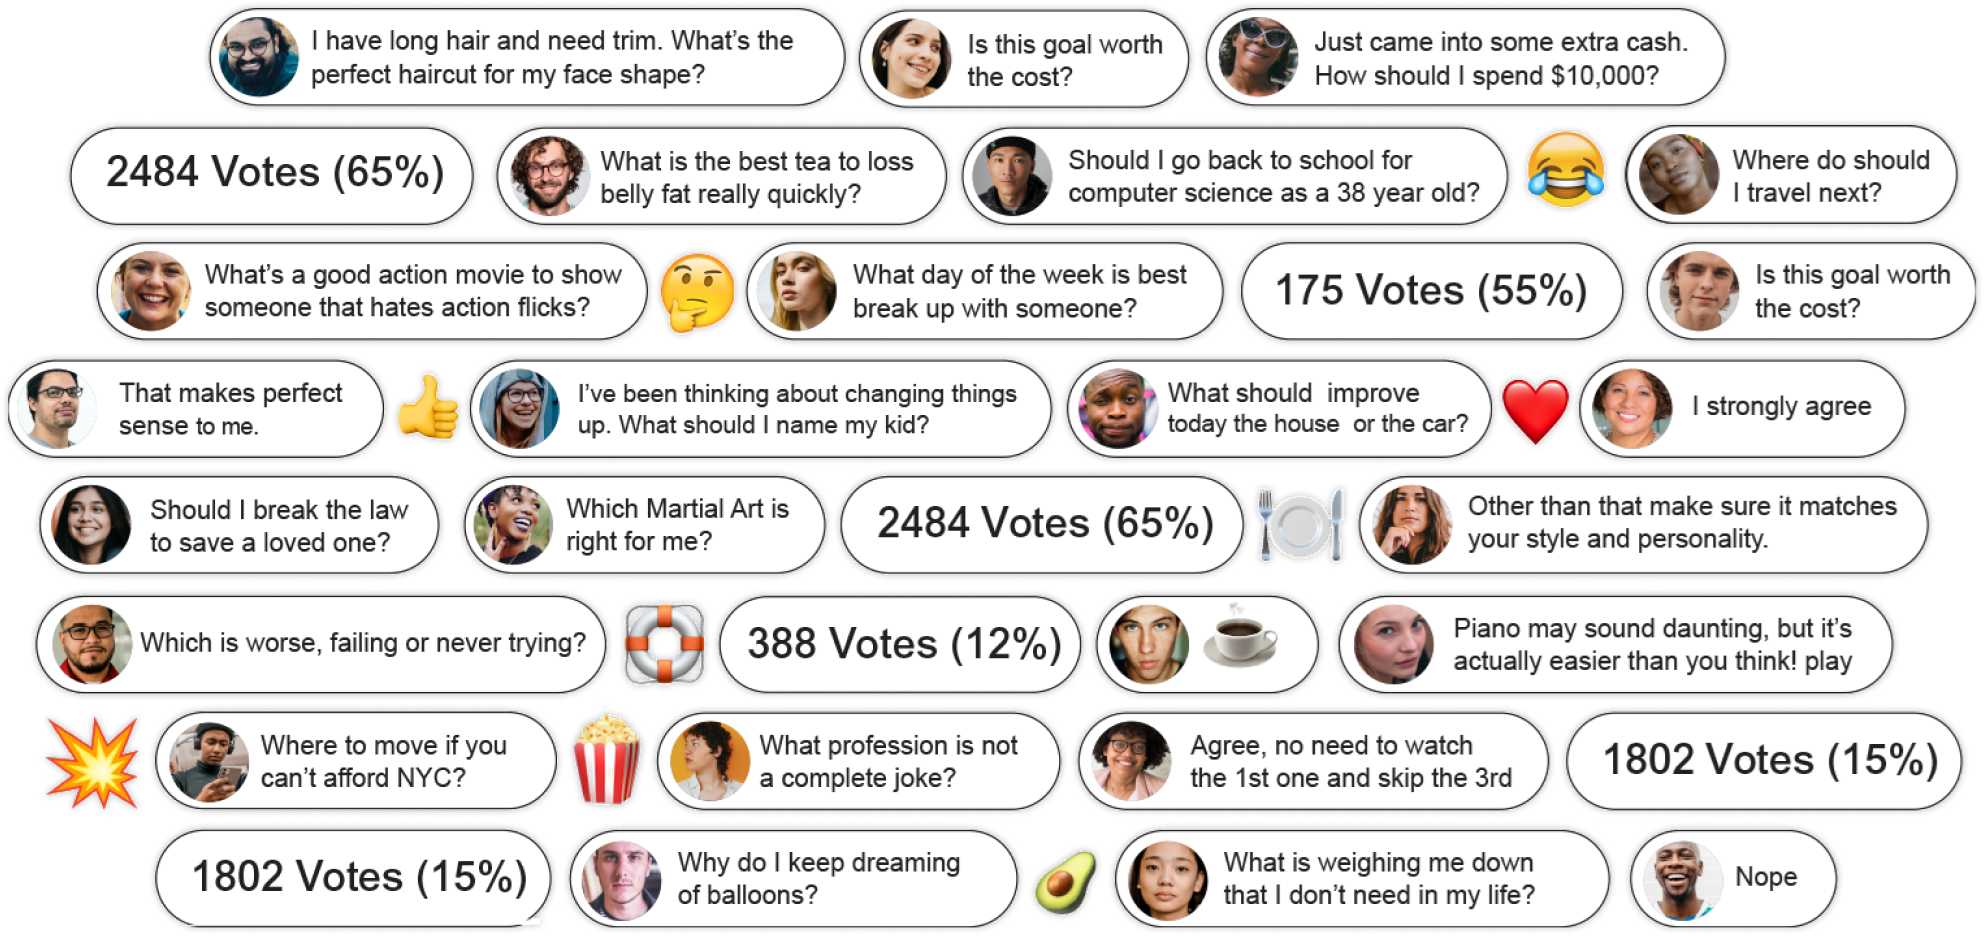 I have long hair and need trim. What's the
perfect haircut for my face shape?
Is this goal worth
the cost?
Just came into some extra cash.
How should I spend $10,000?
2484 Votes (65%)
What is the best tea to loss
belly fat really quickly?
Should I go back to school for
computer science as a 38 year old?
Where do should
I travel next?
What's a good action movie to show
someone that hates action flicks?
What day of the week is best
break up with someone?
175 Votes (55%)
Is this goal worth
the cost?
That makes perfect
sense to me.
I've been thinking about changing things
up. What should I name my kid?
What should improve
today the house or the car?
I strongly agree
Should I break the law
to save a loved one?
Which Martial Art is
right for me?
2484 Votes (65%)
Other than that make sure it matches
your style and personality.
Which is worse, failing or never trying?
388 Votes (12%)
Piano may sound daunting, but it's
actually easier than you think! play
Where to move if you
can't afford NYC?
What profession is not
a complete joke?
Agree, no need to watch
the 1st one and skip the 3rd
1802 Votes (15%)
1802 Votes (15%)
Why do I keep dreaming
of balloons?
What is weighing me down
that I don't need in my life?
Nope